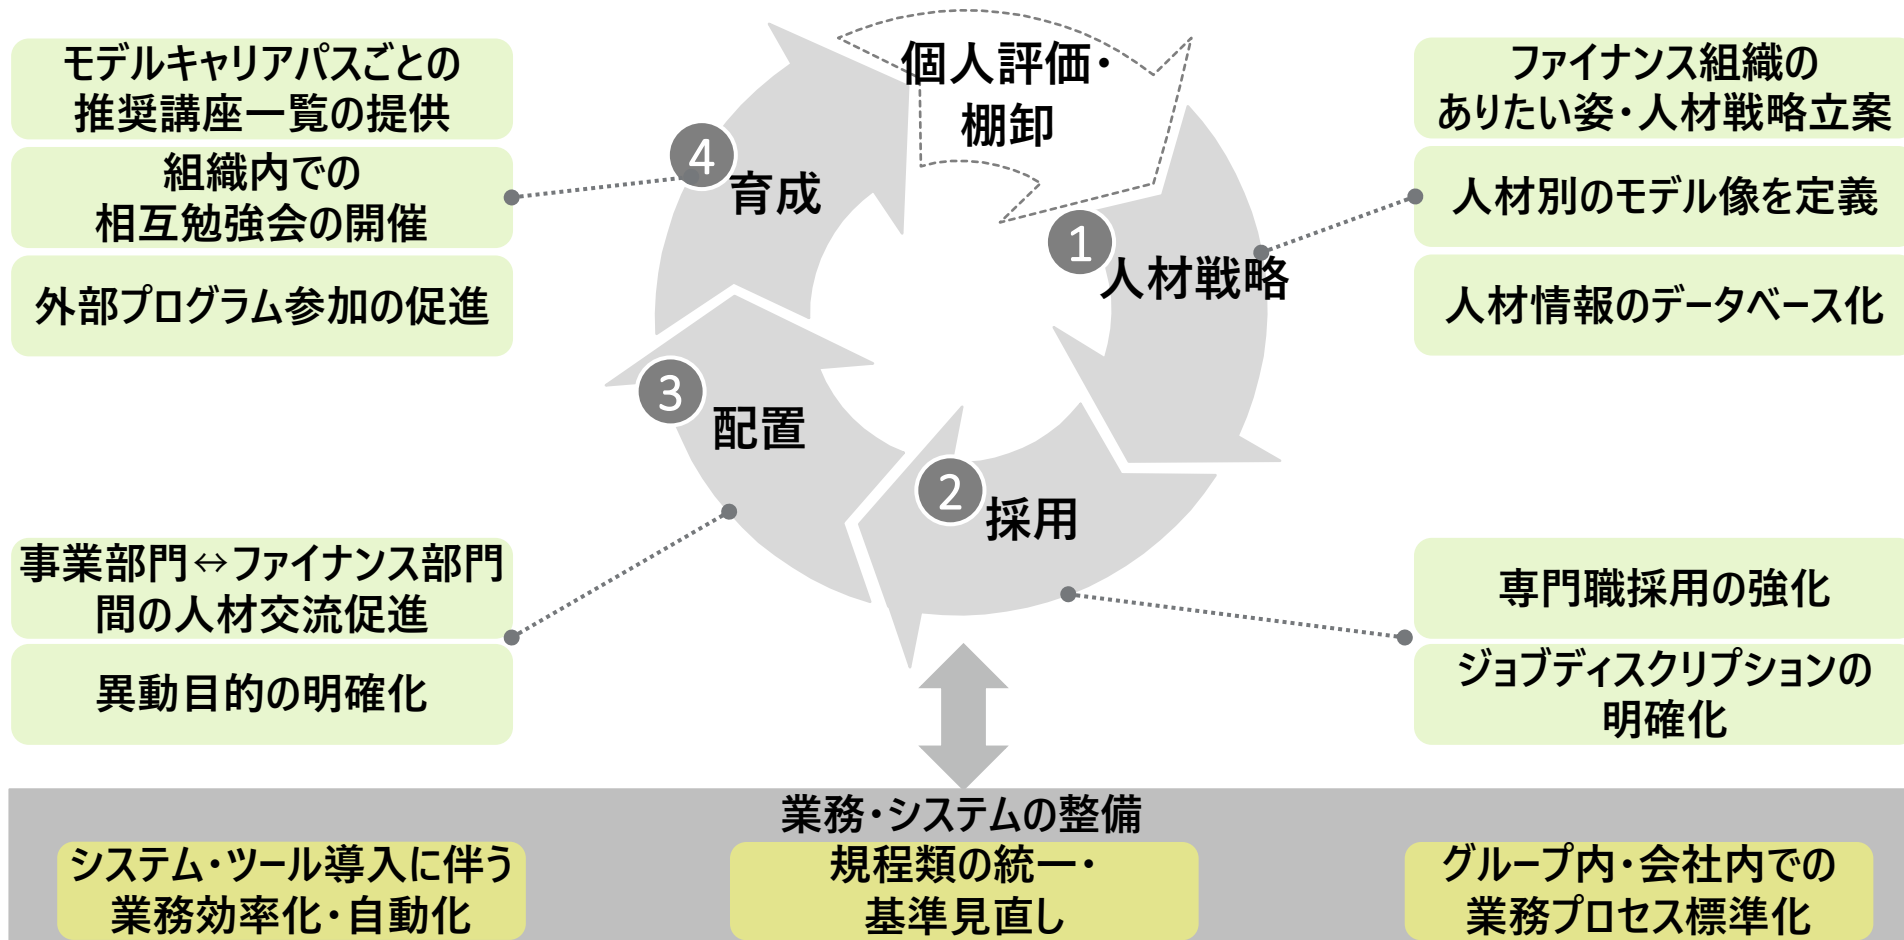 モデルキャリアパスごとの
推奨講座一覧の提供
組織内での
相互勉強会の開催
外部プログラム参加の促進
個人評価・
棚卸
ファイナンス組織の
ありたい姿・人材戦略立案
人材別のモデル像を定義
人材情報のデータベース化
4
育成
1
人材戦略
3
配置
2
採用
事業部門⇔ファイナンス部門
間の人材交流促進
異動目的の明確化
専門職採用の強化
ジョブディスクリプションの
明確化
業務・システムの整備
システム・ツール導入に伴う
業務効率化・自動化
規程類の統一・
基準見直し
グループ内・会社内での
業務プロセス標準化